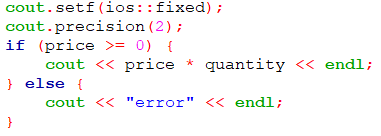 cout.setf(ios::fixed);
cout.precision(2);
if (price >= 0) {
    cout << price * quantity << endl;
} else {
    cout << "error" << endl;
}